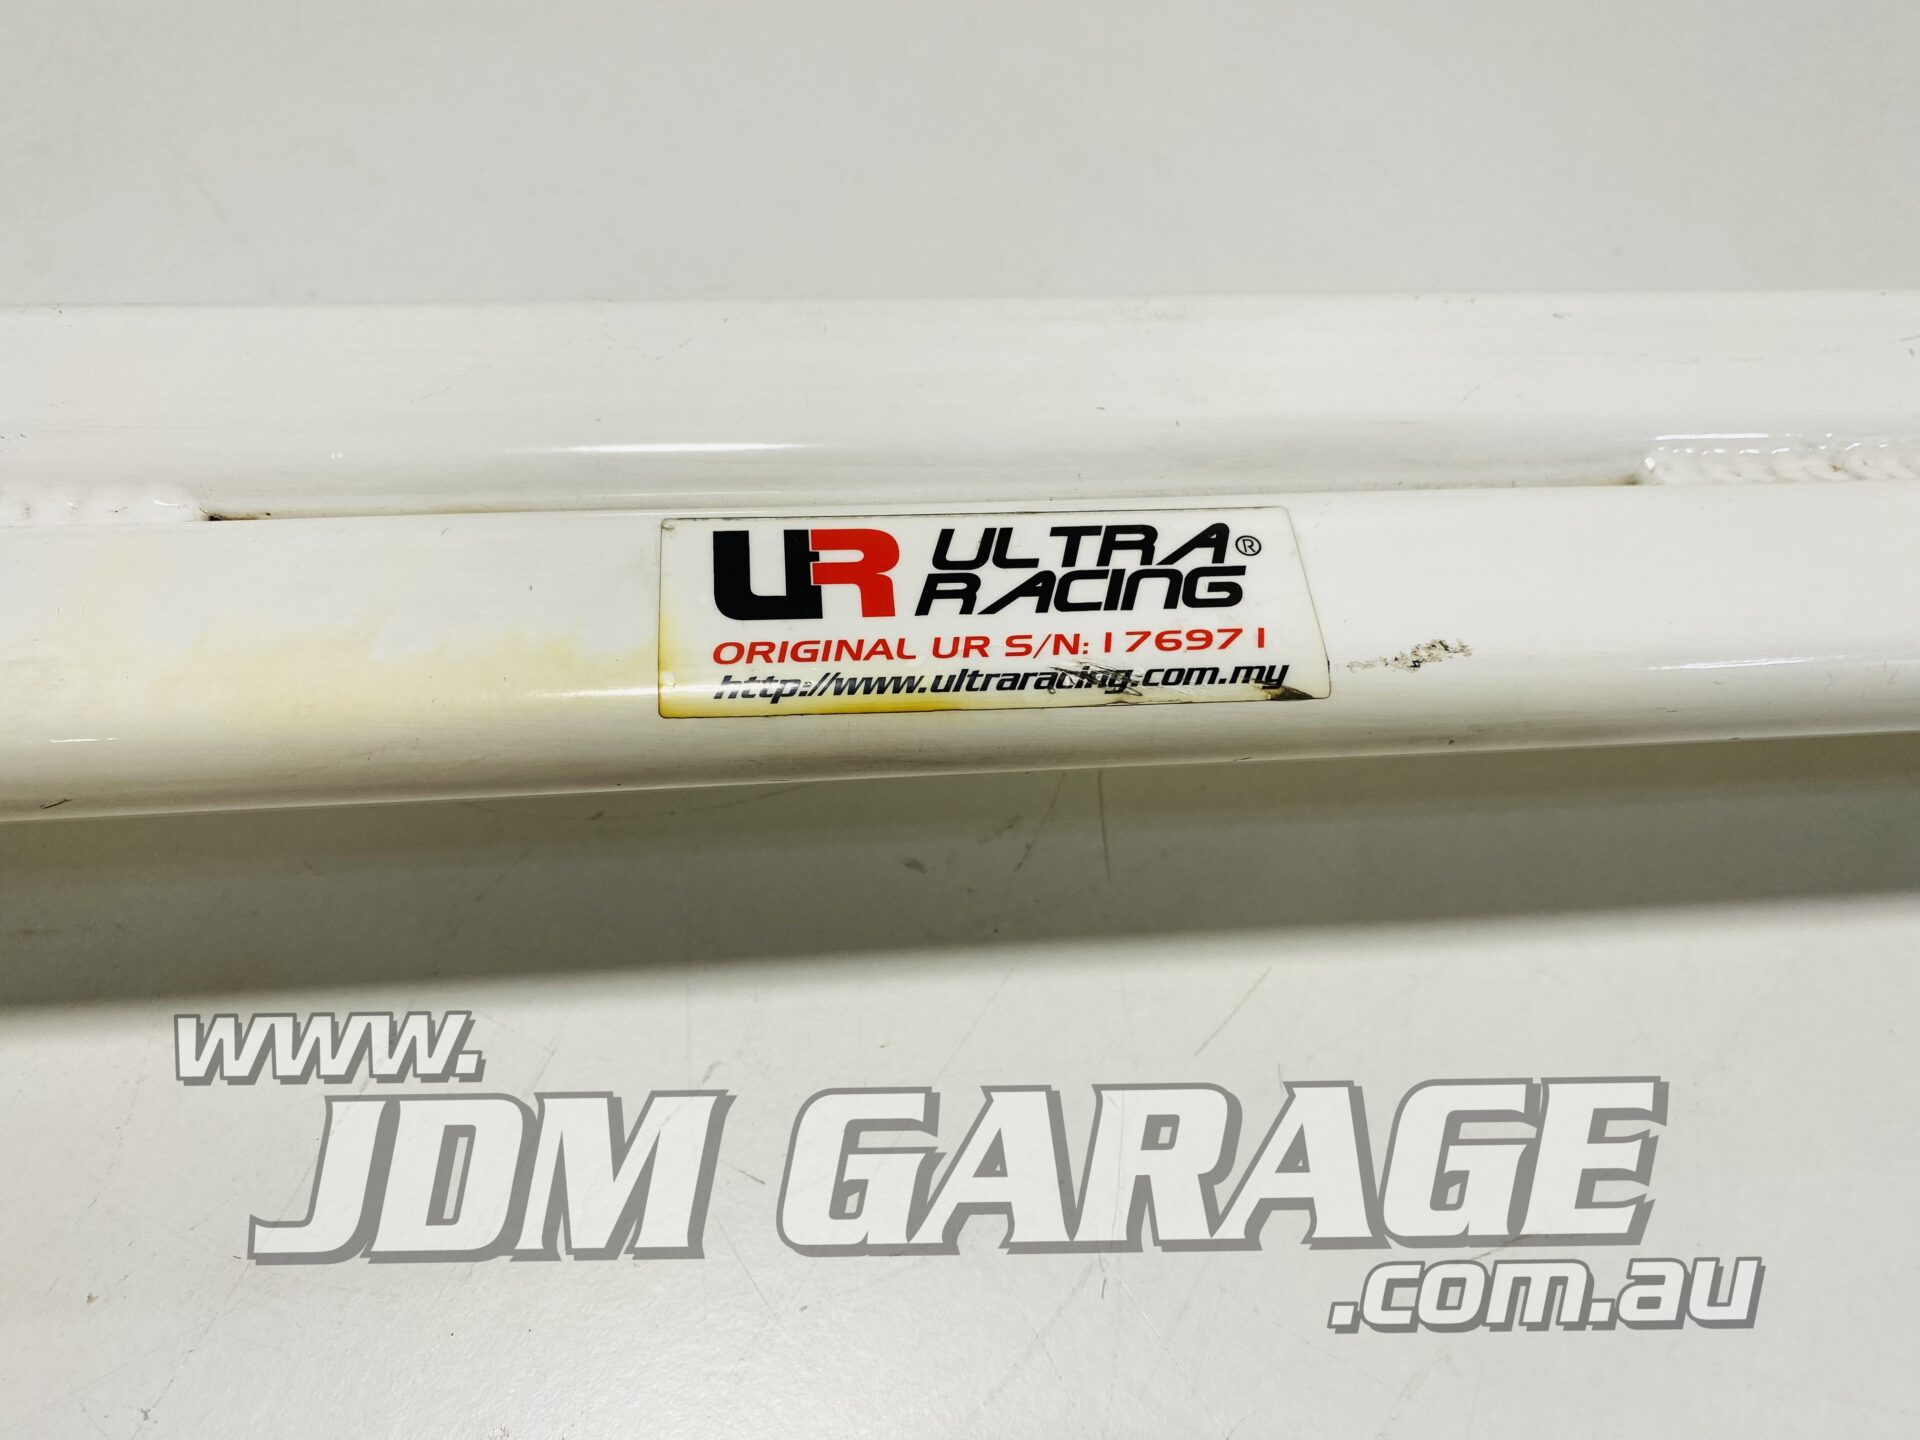 UR ULTRA®
RACING
ORIGINAL UR S/N: 176971
http://www.ultraracing.com.my
www.
JDM GARAGE
.com.au